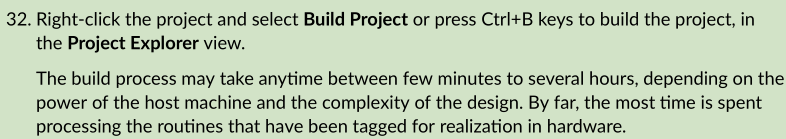 32. Right-click the project and select Build Project or press Ctrl+B keys to build the project, in
the Project Explorer view.
The build process may take anytime between few minutes to several hours, depending on the
power of the host machine and the complexity of the design. By far, the most time is spent
processing the routines that have been tagged for realization in hardware.